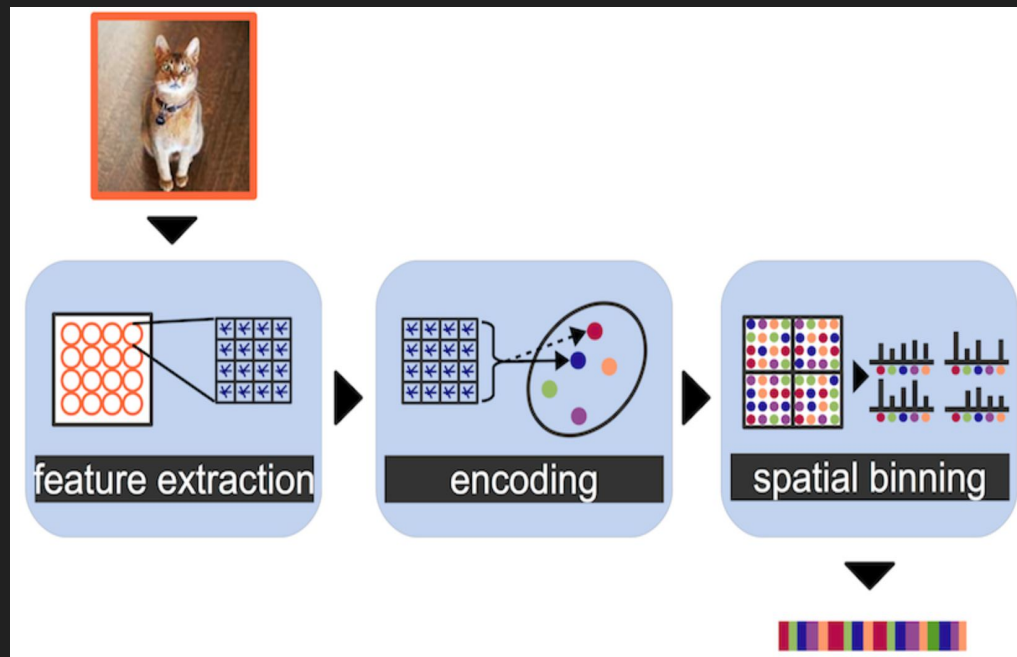 feature extraction
encoding
spatial binning